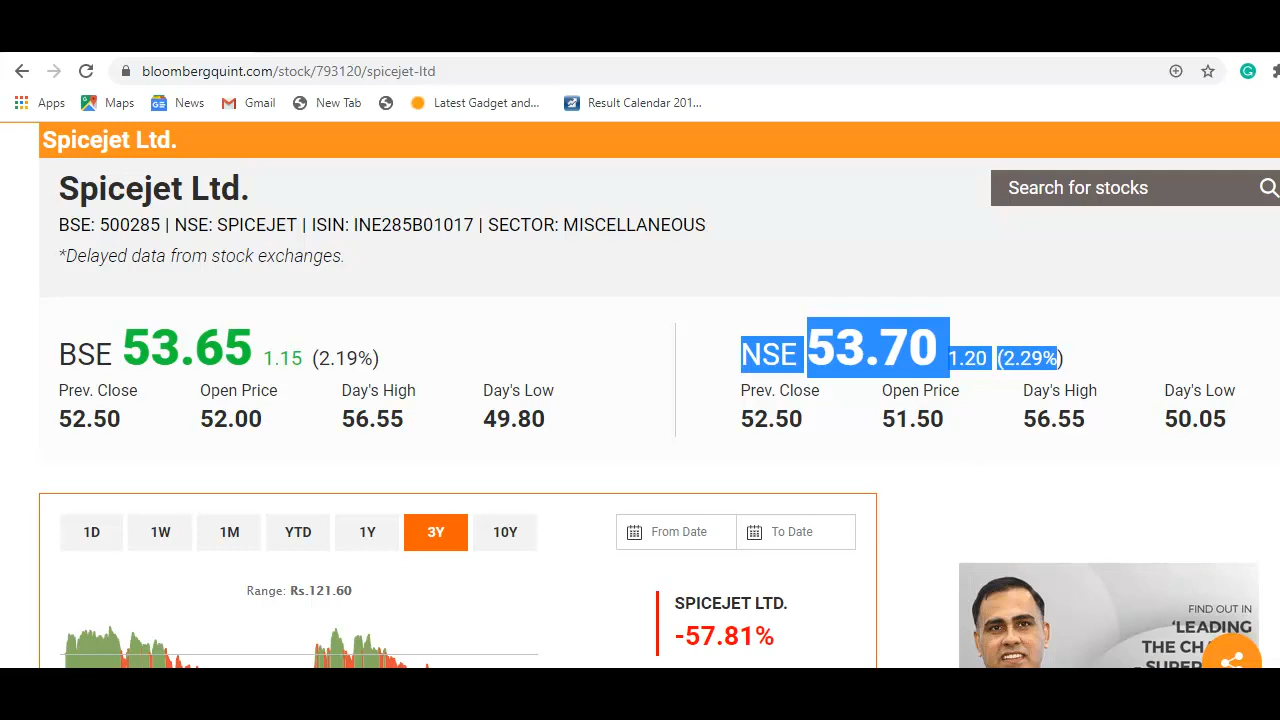 bloombergquint.com/stock/793120/spicejet-ltd
Apps Maps News Gmail New Tab Latest Gadget and... Result Calendar 201...
Spicejet Ltd.
Spicejet Ltd.
Search for stocks
BSE: 500285 | NSE: SPICEJET | ISIN: INE285B01017 | SECTOR: MISCELLANEOUS
*Delayed data from stock exchanges.
BSE 53.65 1.15 (2.19%)
Prev. Close Open Price Day's High Day's Low
52.50 52.00 56.55 49.80
NSE 53.70 1.20 (2.29%)
Prev. Close Open Price Day's High Day's Low
52.50 51.50 56.55 50.05
1D 1W 1M YTD 1Y 3Y 10Y
From Date To Date
Range: Rs.121.60
SPICEJET LTD.
-57.81%
FIND OUT IN
'LEADING
THE CHA
SUPER